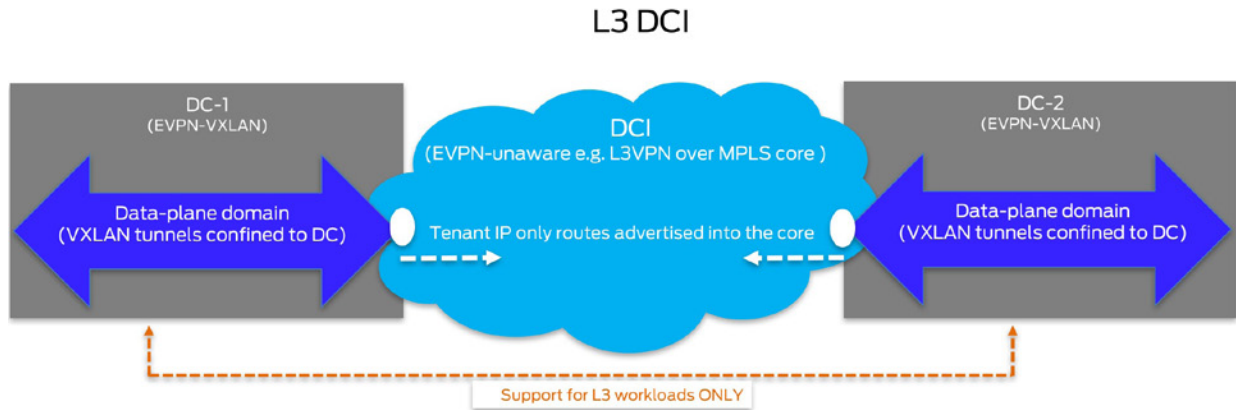 L3 DCI
DC-1
(EVPN-VXLAN)
Data-plane domain
(VXLAN tunnels confined to DC)
DCI
(EVPN-unaware e.g. L3VPN over MPLS core )
Tenant IP only routes advertised into the core
DC-2
(EVPN-VXLAN)
Data-plane domain
(VXLAN tunnels confined to DC)
Support for L3 workloads ONLY